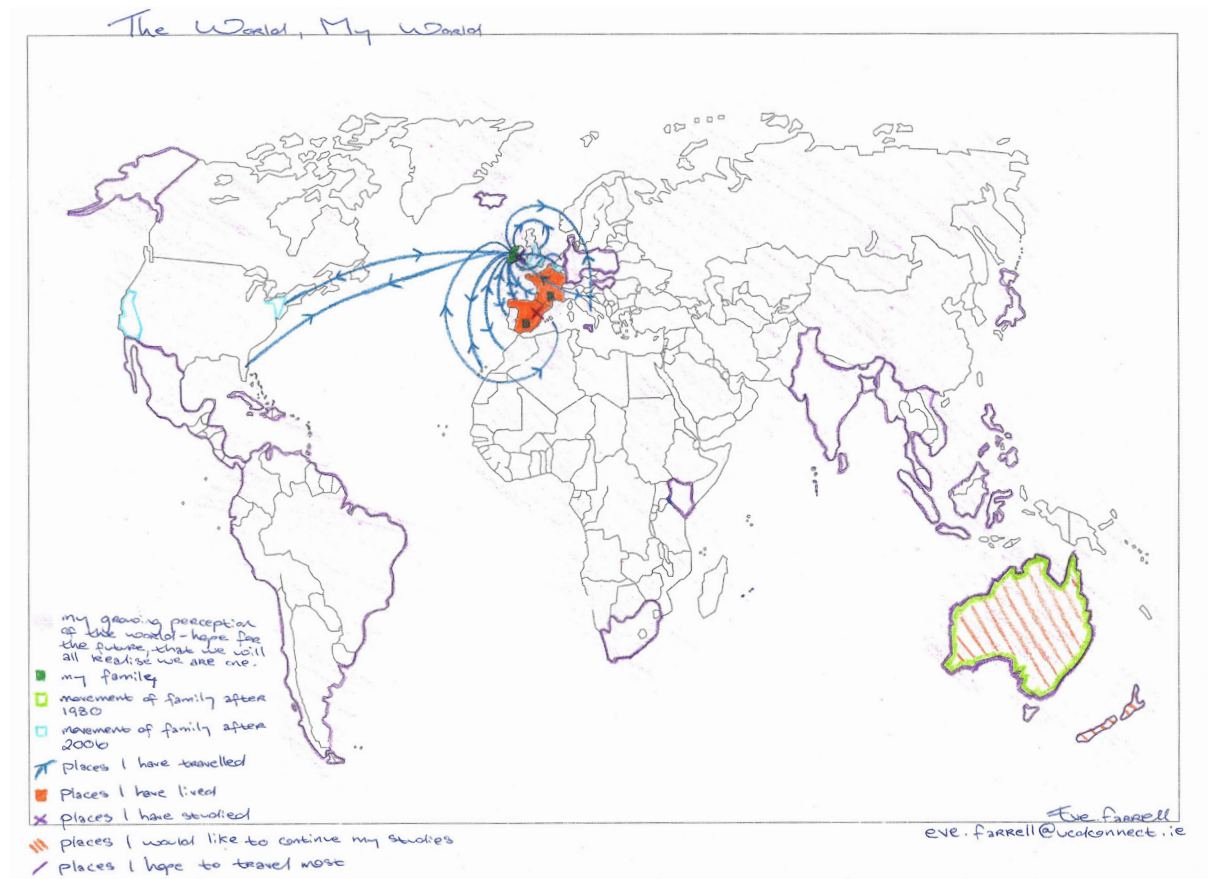 The World, My World
my growing perception
of the world - hope for
the future, that we will
all realise we are one.
my family
movement of family after
1980
movement of family after
2006
places I have travelled
places I have lived
places I have studied
places I would like to continue my studies
places I hope to travel most
Eve Farrell
eve.farrell@ucdconnect.ie